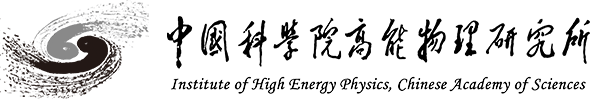 中国科学院高能物理研究所
Institute of High Energy Physics, Chinese Academy of Sciences